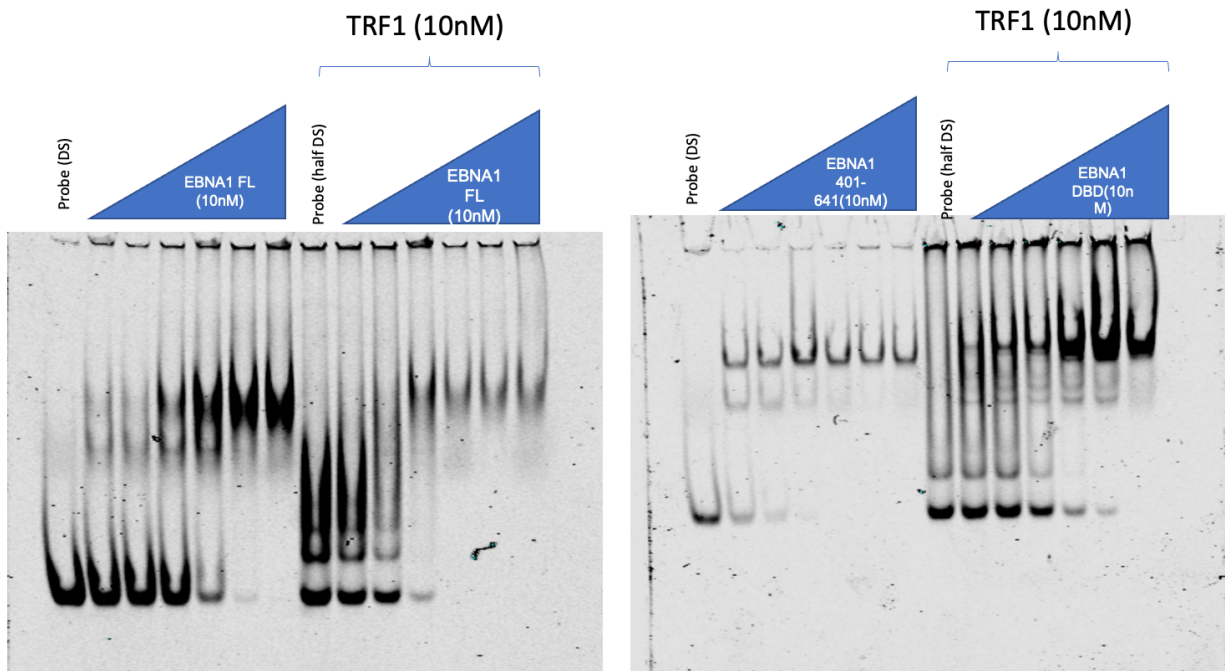 TRF1 (10nM)
Probe (DS)
EBNA1 FL
(10nM)
Probe (half DS)
EBNA1
FL
(10nM)
TRF1 (10nM)
Probe (DS)
EBNA1
401-
641(10nM)
Probe (half DS)
EBNA1
DBD(10n
M)